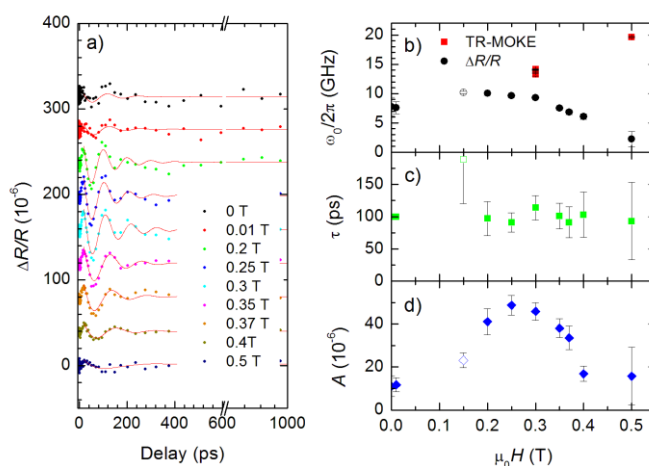 400
a)
300
200
100
0
ΔR/R (10⁻⁶)
0 T
0.01 T
0.2 T
0.25 T
0.3 T
0.35 T
0.37 T
0.4T
0.5 T
0 200 400 600 1000
Delay (ps)
20
15
10
5
0
ω₀/2π (GHz)
TR-MOKE
ΔR/R
b)
150
100
50
0
τ (ps)
c)
40
20
0
A (10⁻⁶)
d)
0.0 0.1 0.2 0.3 0.4 0.5
μ₀H (T)